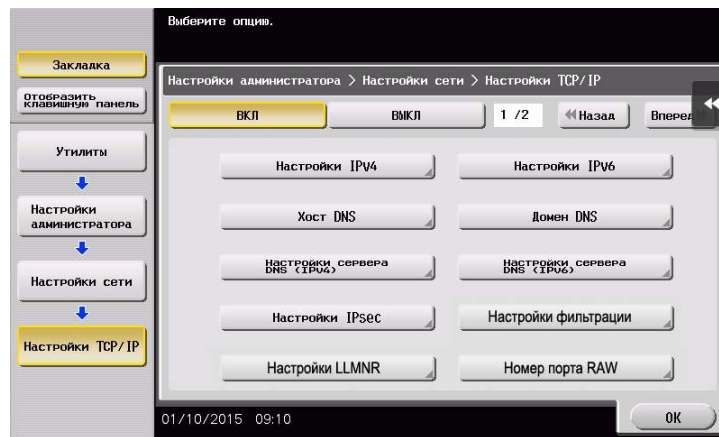 Выберите опцию.
Закладка
Отобразить
клавишную панель
Утилиты
Настройки
администратора
Настройки сети
Настройки TCP/IP
Настройки администратора > Настройки сети > Настройки TCP/IP
ВКЛ ВЫКЛ 1 /2 Назад Вперед
Настройки IPv4 Настройки IPv6
Хост DNS Домен DNS
Настройки сервера
DNS (IPv4)
Настройки сервера
DNS (IPv6)
Настройки IPsec Настройки фильтрации
Настройки LLMNR Номер порта RAW
01/10/2015 09:10 OK